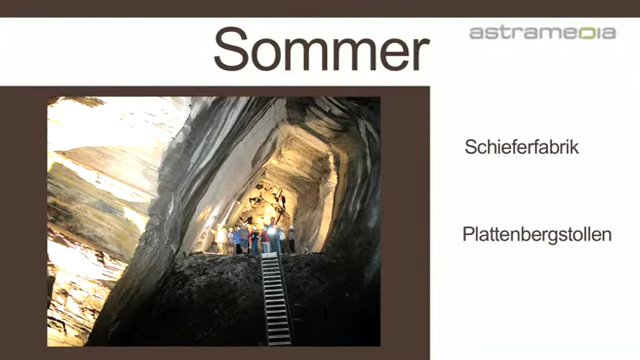 Sommer
astramedia
Schieferfabrik
Plattenbergstollen